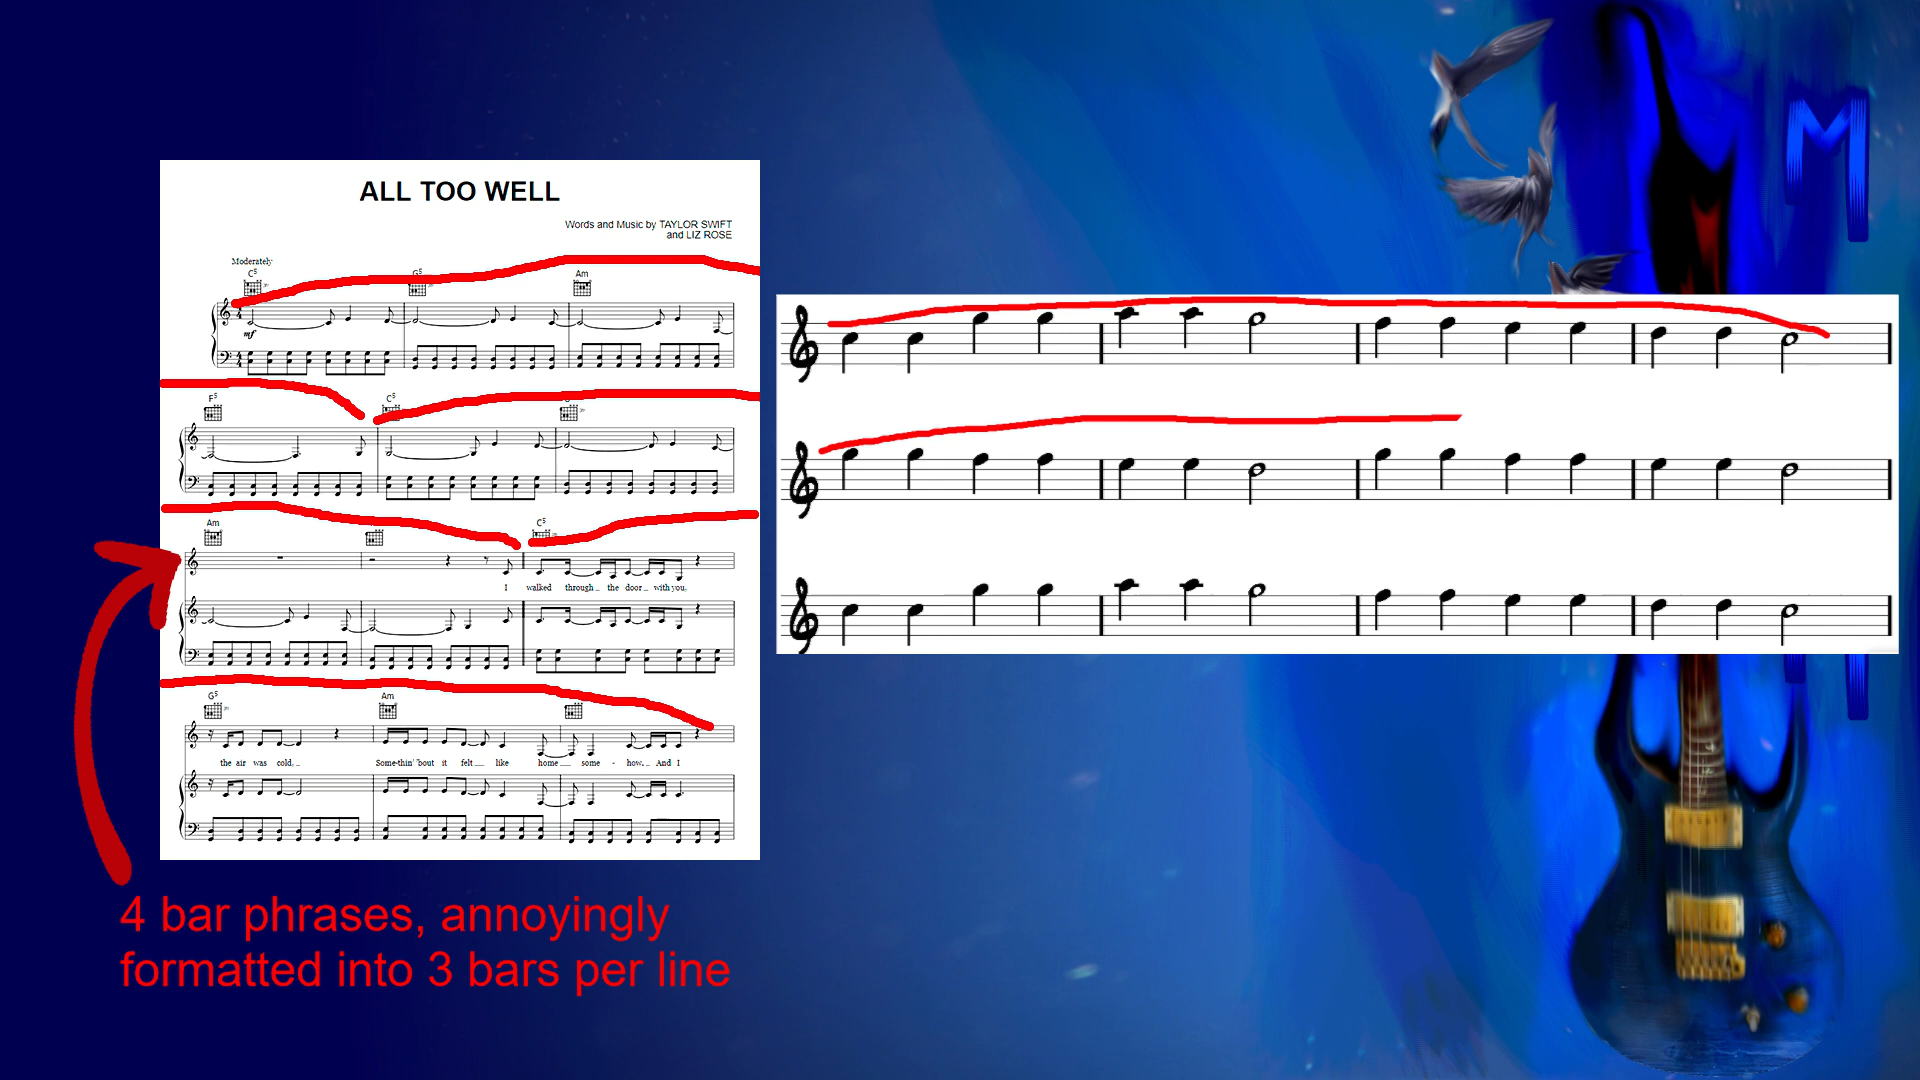 ALL TOO WELL
Words and Music by TAYLOR SWIFT
and LIZ ROSE
Moderately
C5 G5 Am
mf
F5 C5
Am C5
I walked through the door with you,
G5 Am
the air was cold, Some-thin' 'bout it felt like home some - how. And I
4 bar phrases, annoyingly
formatted into 3 bars per line
M